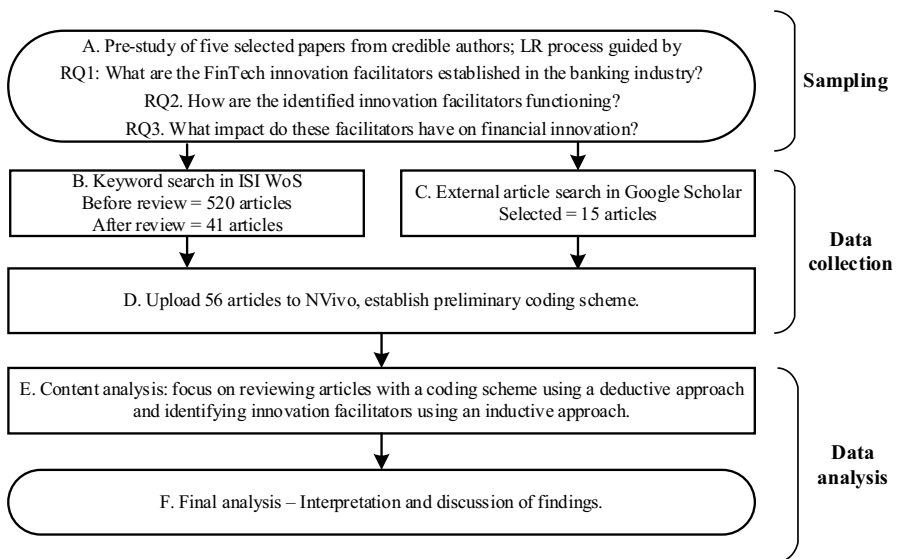 A. Pre-study of five selected papers from credible authors; LR process guided by
RQ1: What are the FinTech innovation facilitators established in the banking industry?
RQ2. How are the identified innovation facilitators functioning?
RQ3. What impact do these facilitators have on financial innovation?
Sampling
B. Keyword search in ISI WoS
Before review = 520 articles
After review = 41 articles
C. External article search in Google Scholar
Selected = 15 articles
Data
collection
D. Upload 56 articles to NVivo, establish preliminary coding scheme.
E. Content analysis: focus on reviewing articles with a coding scheme using a deductive approach
and identifying innovation facilitators using an inductive approach.
Data
analysis
F. Final analysis – Interpretation and discussion of findings.